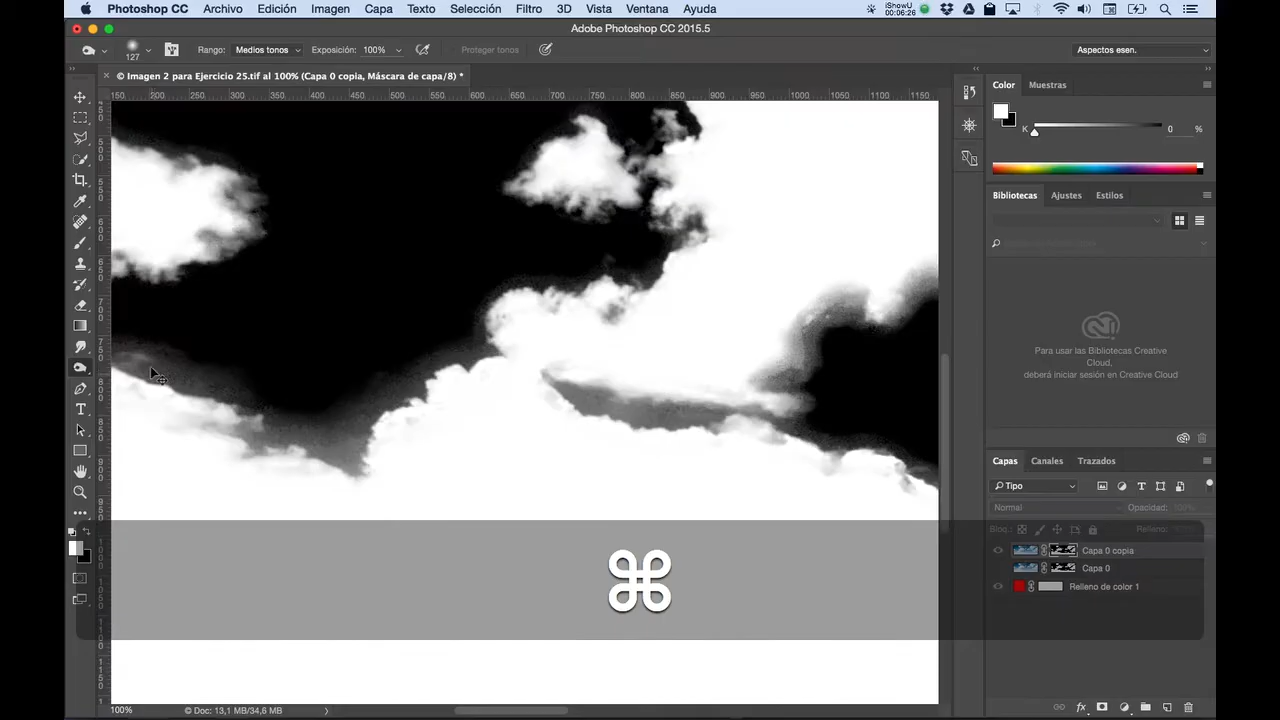 Photoshop CC Archivo Edición Imagen Capa Texto Selección Filtro 3D Vista Ventana Ayuda iShowU 00:06:26
Adobe Photoshop CC 2015.5
127 Rango: Medios tonos Exposición: 100% Proteger tonos Aspectos esen.
© Imagen 2 para Ejercicio 25.tif al 100% (Capa 0 copia, Máscara de capa/8) *
150 200 250 300 350 400 450 500 550 600 650 700 750 800 850 900 950 1000 1050 1100 1150
Color Muestras
K 0 %
Bibliotecas Ajustes Estilos
Para usar las Bibliotecas Creative
Cloud,
deberá iniciar sesión en Creative Cloud
Capas Canales Trazados
Tipo
Normal Opacidad: 100%
Bloq.: Relleno:
Capa 0 copia
Capa 0
Relleno de color 1
⌘
100% © Doc: 13,1 MB/34,6 MB